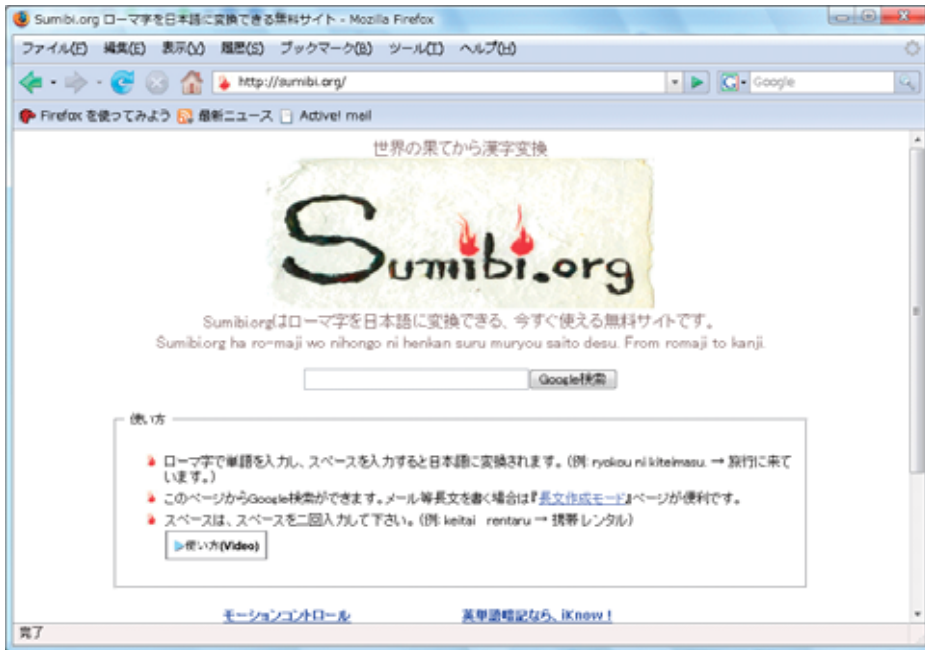 Sumibi.org ローマ字を日本語に変換できる無料サイト - Mozilla Firefox
ファイル(F) 編集(E) 表示(V) 履歴(S) ブックマーク(B) ツール(T) ヘルプ(H)
http://sumibi.org/ Google
Firefox を使ってみよう 最新ニュース Active! mail
世界の果てから漢字変換
Sumibi.org
Sumibi.orgはローマ字を日本語に変換できる、今すぐ使える無料サイトです。
Sumibi.org ha ro-maji wo nihongo ni henkan suru muryou saito desu. From romaji to kanji.
Google検索
使い方
ローマ字で単語を入力し、スペースを入力すると日本語に変換されます。(例: ryokou ni kiteimasu. → 旅行に来て
います。)
このページからGoogle検索ができます。メール等長文を書く場合は『長文作成モード』ページが便利です。
スペースは、スペースを二回入力して下さい。(例: keitai rentaru → 携帯 レンタル)
使い方(Video)
モーションコントロール 英単語暗記なら、iKnow!
完了